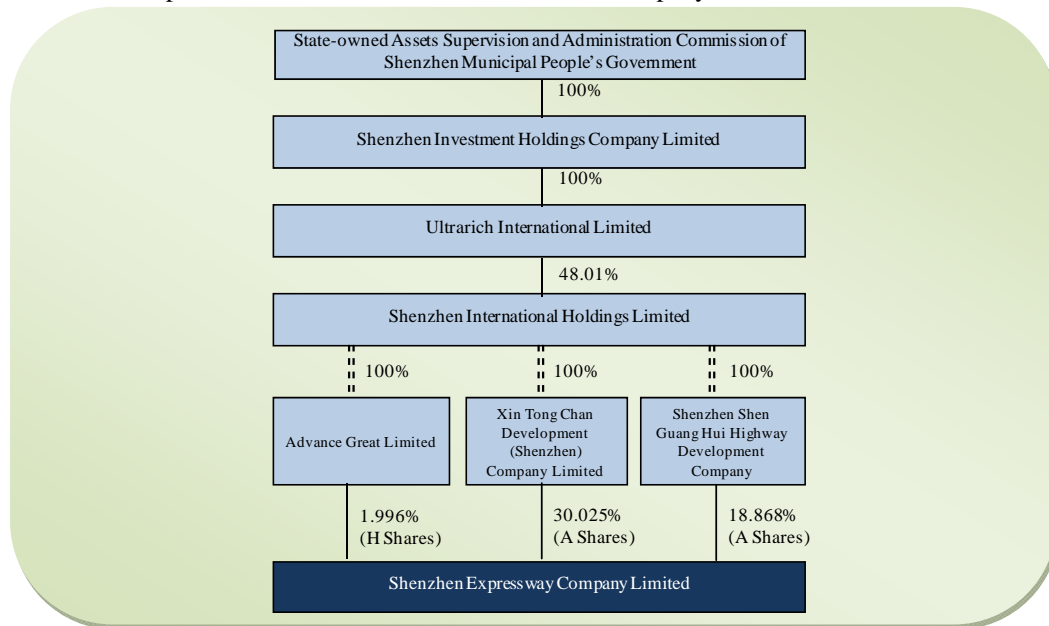 State-owned Assets Supervision and Administration Commission of
Shenzhen Municipal People's Government
100%
Shenzhen Investment Holdings Company Limited
100%
Ultrarich International Limited
48.01%
Shenzhen International Holdings Limited
100%
100%
100%
Advance Great Limited
Xin Tong Chan
Development
(Shenzhen)
Company Limited
Shenzhen Shen
Guang Hui Highway
Development
Company
1.996%
(H Shares)
30.025%
(A Shares)
18.868%
(A Shares)
Shenzhen Expressway Company Limited